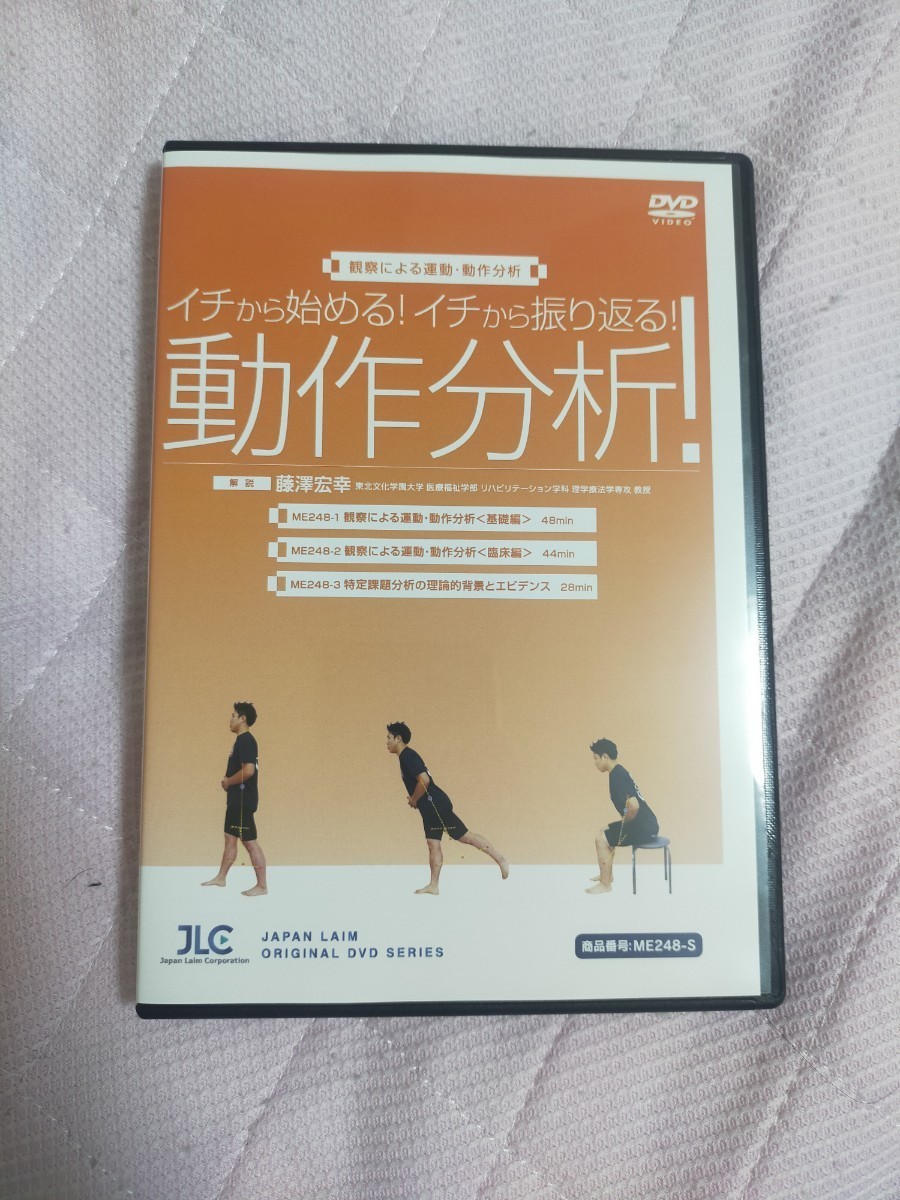 DVD
VIDEO
観察による運動・動作分析
イチから始める!イチから振り返る!
動作分析!
解説 藤澤宏幸 東北文化学園大学 医療福祉学部 リハビリテーション学科 理学療法学専攻 教授
ME248-1 観察による運動・動作分析<基礎編> 48min
ME248-2 観察による運動・動作分析<臨床編> 44min
ME248-3 特定課題分析の理論的背景とエビデンス 28min
JLC
Japan Laim Corporation
JAPAN LAIM
ORIGINAL DVD SERIES
商品番号:ME248-S